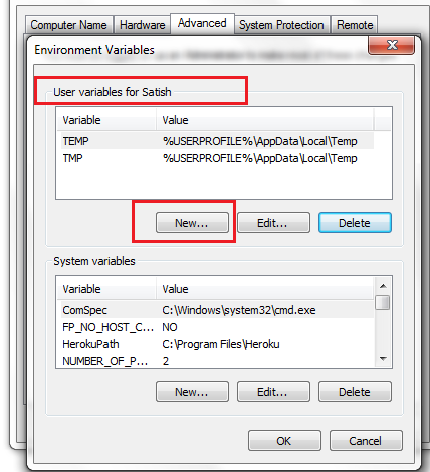 Computer Name Hardware Advanced System Protection Remote
Environment Variables
User variables for Satish
Variable Value
TEMP %USERPROFILE%\AppData\Local\Temp
TMP %USERPROFILE%\AppData\Local\Temp
New... Edit... Delete
System variables
Variable Value
ComSpec C:\Windows\system32\cmd.exe
FP_NO_HOST_C... NO
HerokuPath C:\Program Files\Heroku
NUMBER_OF_P... 2
New... Edit... Delete
OK Cancel